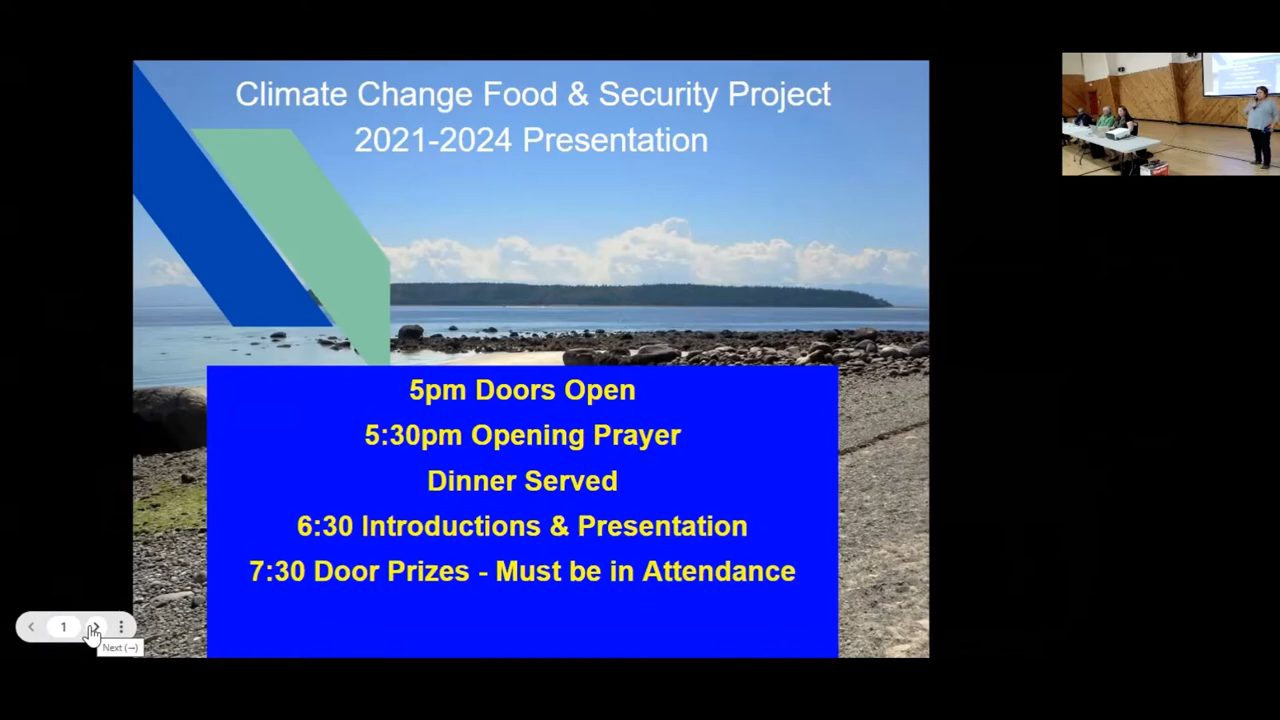 Climate Change Food & Security Project
2021-2024 Presentation
5pm Doors Open
5:30pm Opening Prayer
Dinner Served
6:30 Introductions & Presentation
7:30 Door Prizes - Must be in Attendance
1
Next (→)